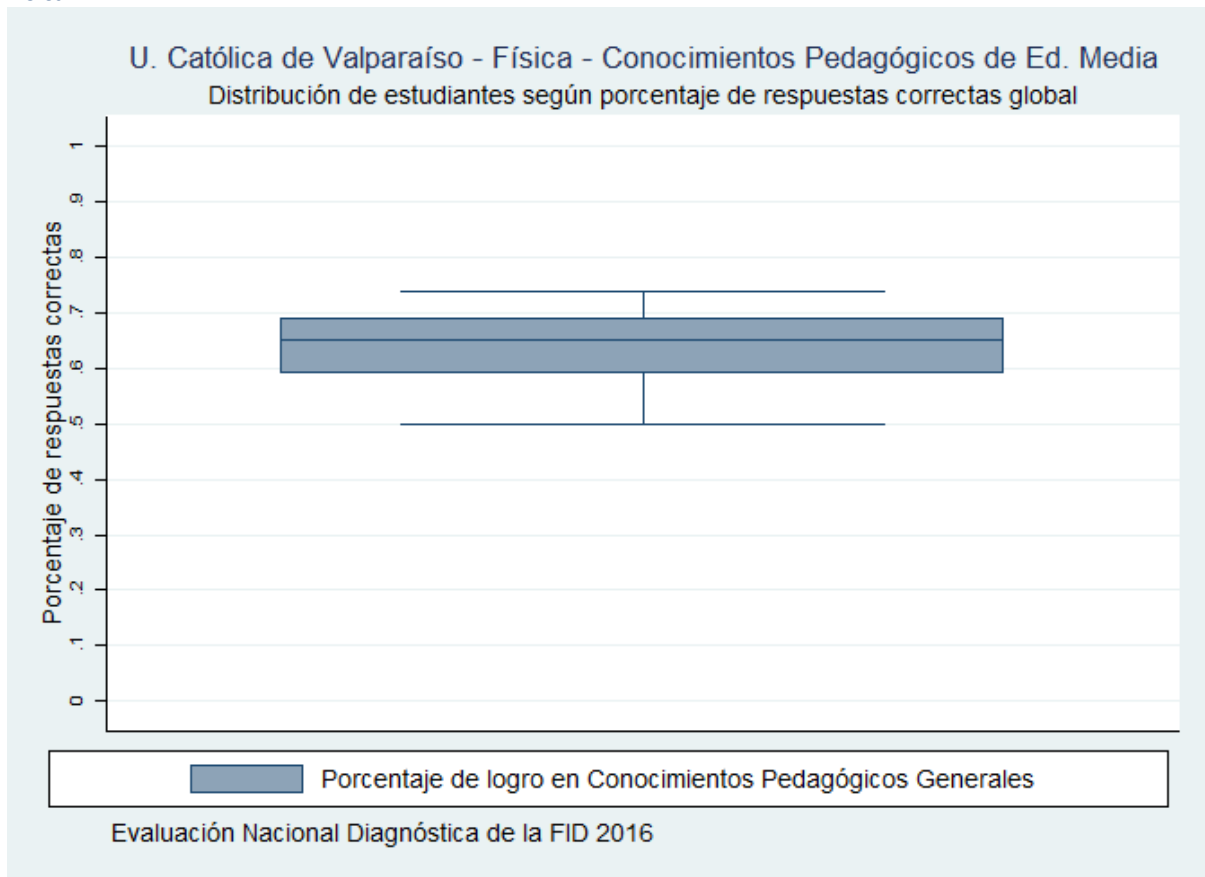 U. Católica de Valparaíso - Física - Conocimientos Pedagógicos de Ed. Media
Distribución de estudiantes según porcentaje de respuestas correctas global
Porcentaje de respuestas correctas
1
.9
.8
.7
.6
.5
.4
.3
.2
.1
0
Porcentaje de logro en Conocimientos Pedagógicos Generales
Evaluación Nacional Diagnóstica de la FID 2016